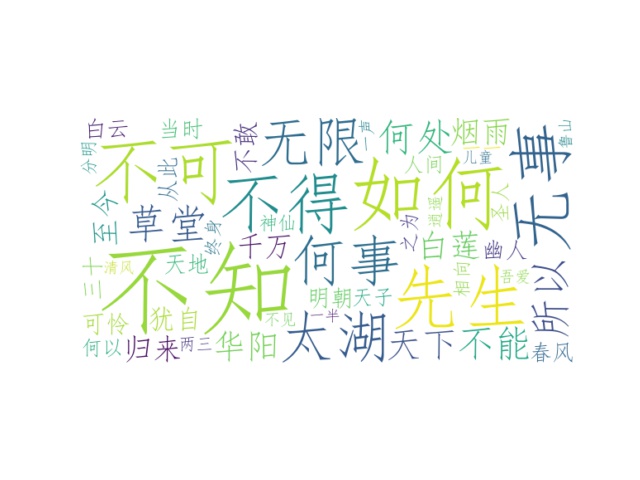 白云
当时
不敢
无限
一声
何处
烟雨
无事
鲁山
分明
不可
从此
人间
儿童
至今
草堂
终身
神仙
不得
如何
逍遥
圣人
之为
三十
清风
天地
不知
千万
何事
白莲
幽人
相向
吾爱
所以
可怜
犹自
不见
一半
明朝
天子
先生
何以
归来
两三
华阳
太湖
天下
不能
春风